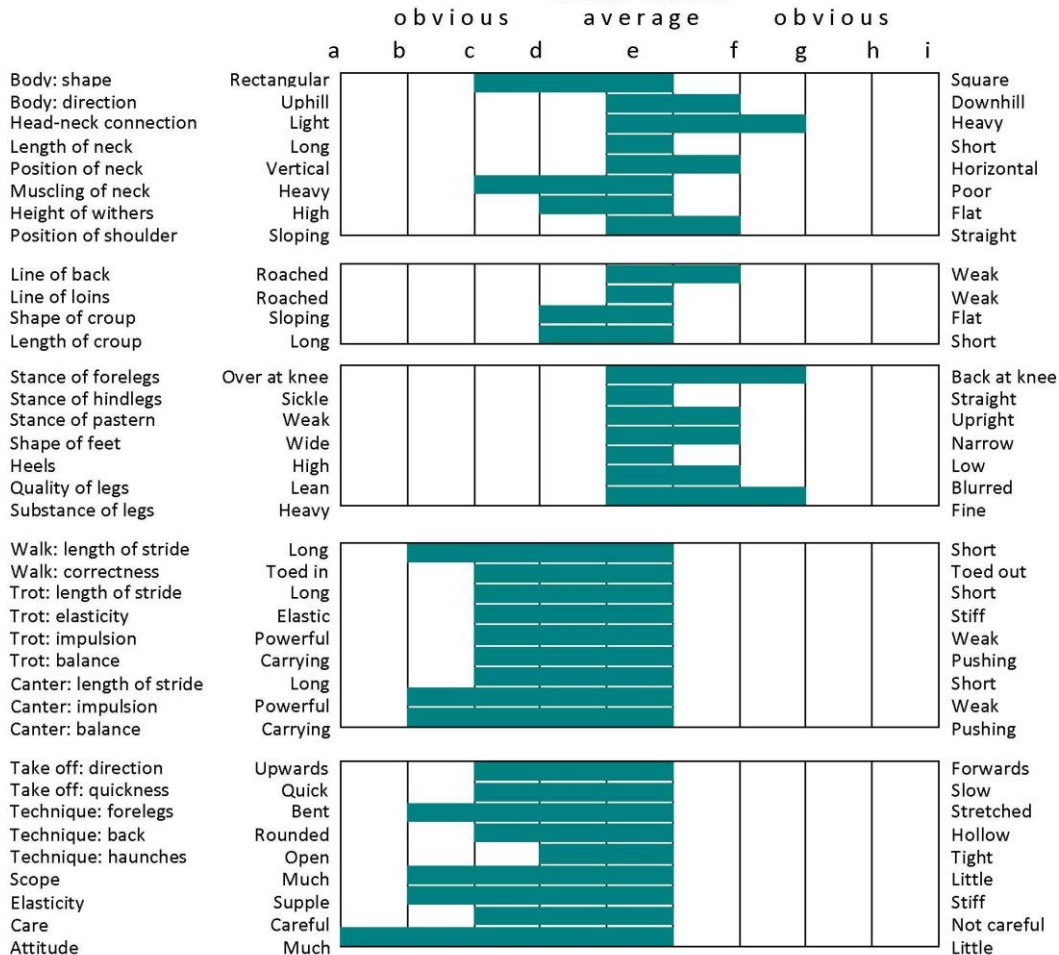 obvious average obvious
a b c d e f g h i
Body: shape Rectangular Square
Body: direction Uphill Downhill
Head-neck connection Light Heavy
Length of neck Long Short
Position of neck Vertical Horizontal
Muscling of neck Heavy Poor
Height of withers High Flat
Position of shoulder Sloping Straight
Line of back Roached Weak
Line of loins Roached Weak
Shape of croup Sloping Flat
Length of croup Long Short
Stance of forelegs Over at knee Back at knee
Stance of hindlegs Sickle Straight
Stance of pastern Weak Upright
Shape of feet Wide Narrow
Heels High Low
Quality of legs Lean Blurred
Substance of legs Heavy Fine
Walk: length of stride Long Short
Walk: correctness Toed in Toed out
Trot: length of stride Long Short
Trot: elasticity Elastic Stiff
Trot: impulsion Powerful Weak
Trot: balance Carrying Pushing
Canter: length of stride Long Short
Canter: impulsion Powerful Weak
Canter: balance Carrying Pushing
Take off: direction Upwards Forwards
Take off: quickness Quick Slow
Technique: forelegs Bent Stretched
Technique: back Rounded Hollow
Technique: haunches Open Tight
Scope Much Little
Elasticity Supple Stiff
Care Careful Not careful
Attitude Much Little